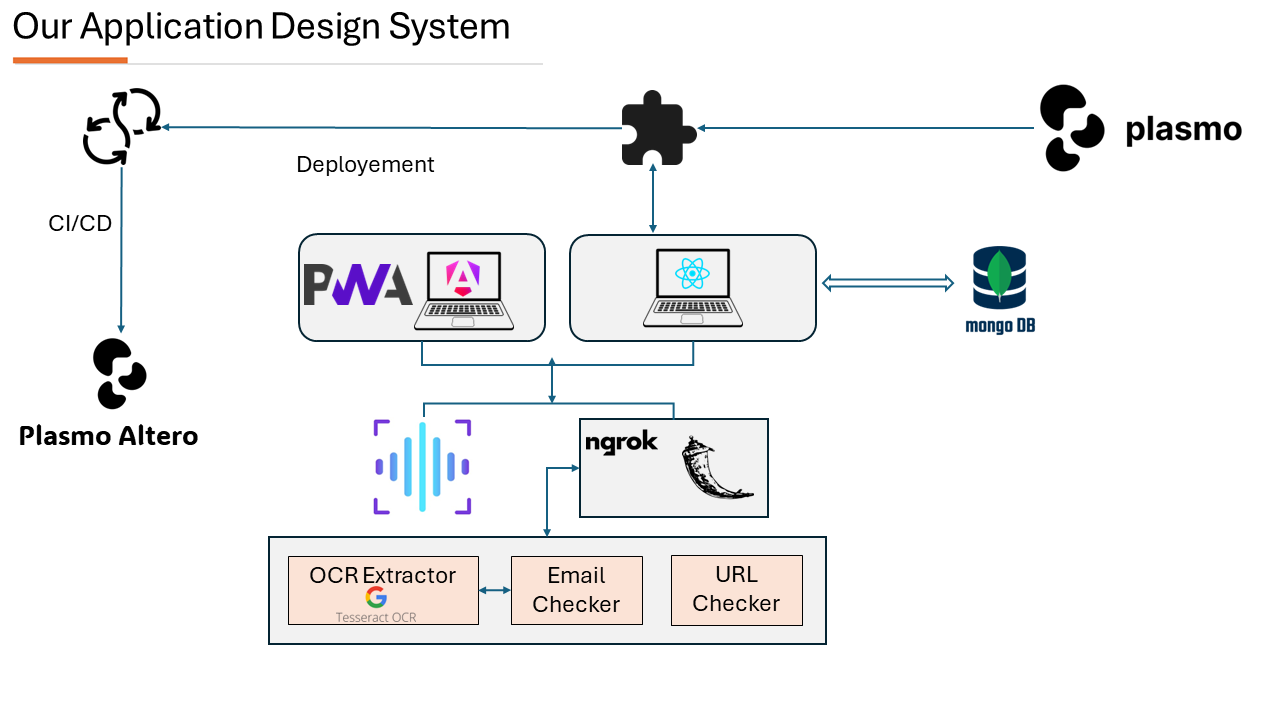 Our Application Design System
plasmo
Deployement
CI/CD
PWA
mongo DB
Plasmo Altero
ngrok
OCR Extractor
Tesseract OCR
Email
Checker
URL
Checker